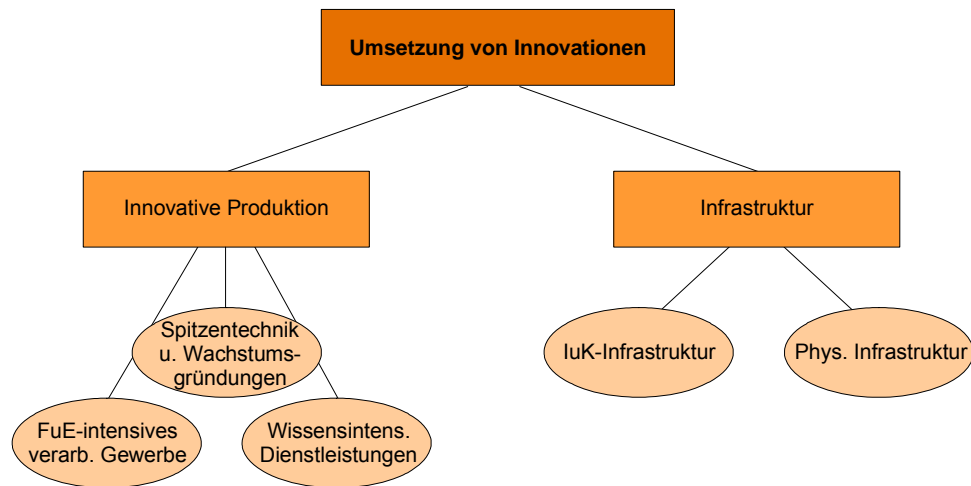 Umsetzung von Innovationen
Innovative Produktion
Infrastruktur
Spitzentechnik
u. Wachstums-
gründungen
IuK-Infrastruktur
Phys. Infrastruktur
FuE-intensives
verarb. Gewerbe
Wissensintens.
Dienstleistungen